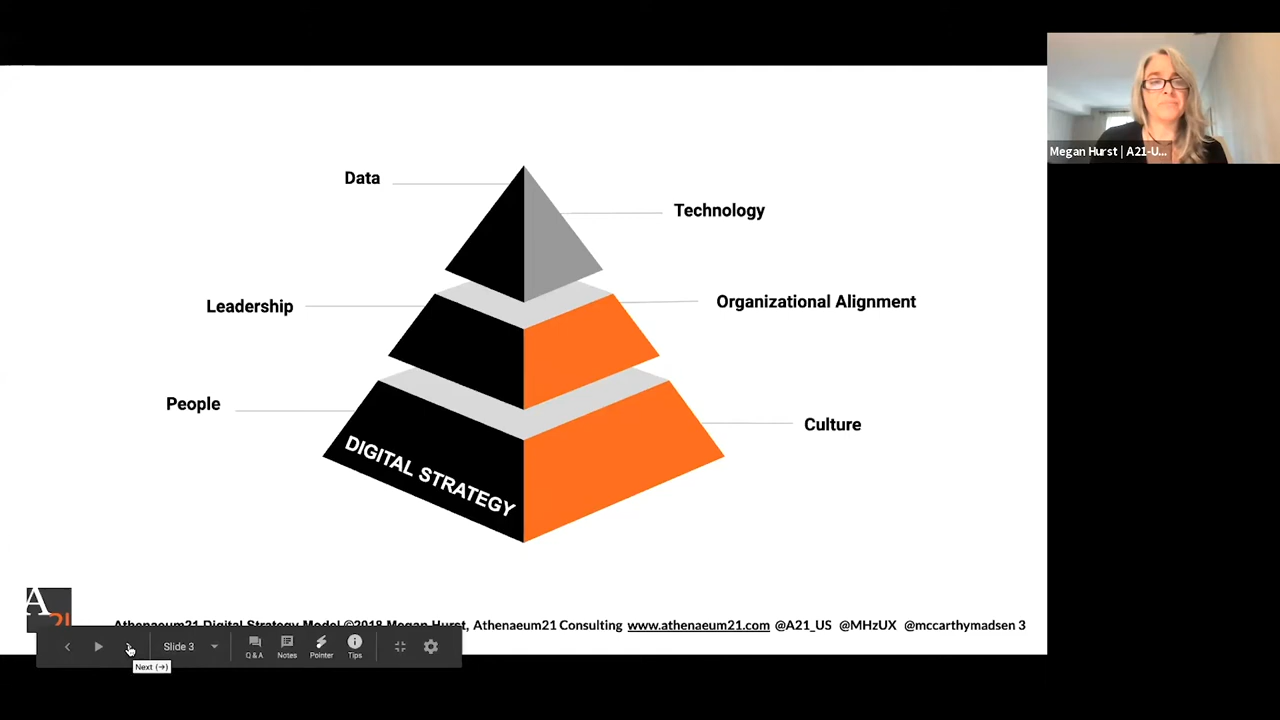 Data
Technology
Leadership
Organizational Alignment
People
Culture
DIGITAL STRATEGY
Megan Hurst | A21-U...
A
21
Athenaeum21 Digital Strategy Model ©2018 Megan Hurst, Athenaeum21 Consulting www.athenaeum21.com @A21_US @MHzUX @mccarthymadsen 3
Slide 3
Q & A
Notes
Pointer
Tips
Next (→)